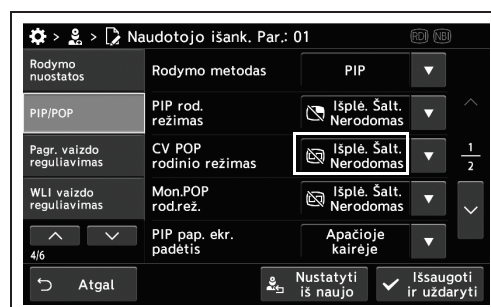 > > Naudotojo išank. Par.: 01 RDI NBI
Rodymo
nuostatos
Rodymo metodas
PIP
PIP/POP
PIP rod.
režimas
Išplė. Šalt.
Nerodomas
Pagr. vaizdo
reguliavimas
CV POP
rodinio režimas
Išplė. Šalt.
Nerodomas
1
2
WLI vaizdo
reguliavimas
Mon.POP
rod.rež.
Išplė. Šalt.
Nerodomas
4/6
PIP pap. ekr.
padėtis
Apačioje
kairėje
Atgal
Nustatyti
iš naujo
Išsaugoti
ir uždaryti